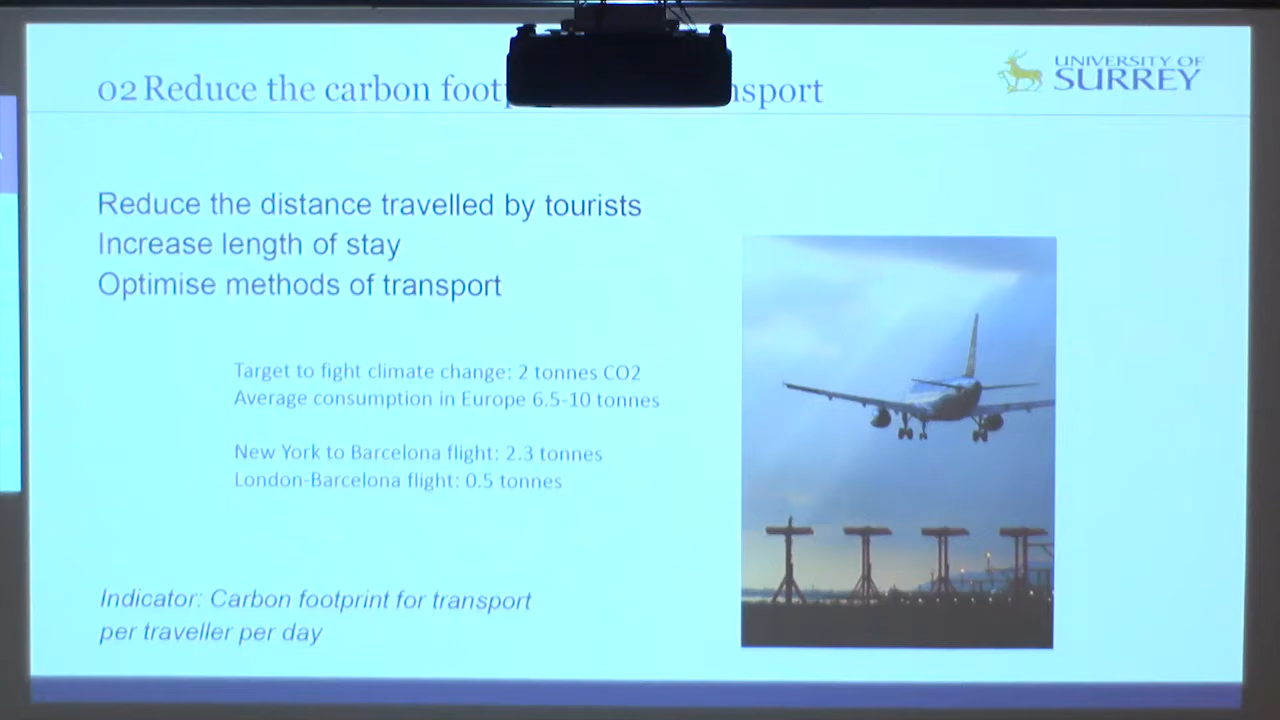 02 Reduce the carbon
UNIVERSITY OF
SURREY
Reduce the distance travelled by tourists
Increase length of stay
Optimise methods of transport
Target to fight climate change: 2 tonnes CO2
Average consumption in Europe 6.5-10 tonnes
New York to Barcelona flight: 2.3 tonnes
London-Barcelona flight: 0.5 tonnes
Indicator: Carbon footprint for transport
per traveller per day